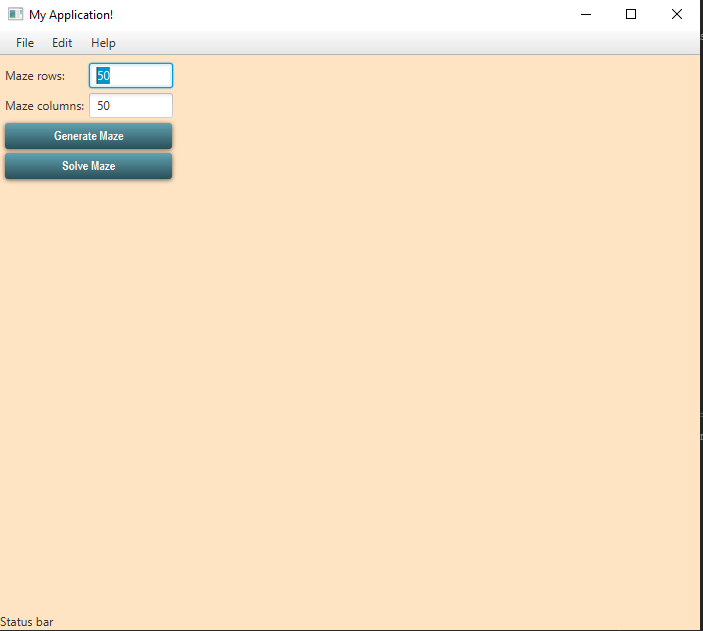 My Application!
File Edit Help
Maze rows: 50
Maze columns: 50
Generate Maze
Solve Maze
Status bar